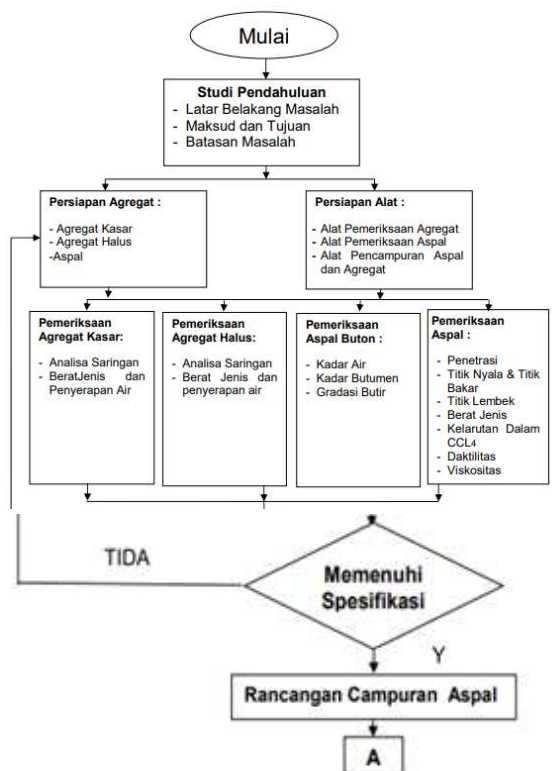 Mulai
Studi Pendahuluan
- Latar Belakang Masalah
- Maksud dan Tujuan
- Batasan Masalah
Persiapan Agregat :
- Agregat Kasar
- Agregat Halus
-Aspal
Persiapan Alat :
- Alat Pemeriksaan Agregat
- Alat Pemeriksaan Aspal
- Alat Pencampuran Aspal
dan Agregat
Pemeriksaan
Agregat Kasar:
- Analisa Saringan
- BeratJenis dan
Penyerapan Air
Pemeriksaan
Agregat Halus:
- Analisa Saringan
- Berat Jenis dan
penyerapan air
Pemeriksaan
Aspal Buton :
- Kadar Air
- Kadar Butumen
- Gradasi Butir
Pemeriksaan
Aspal :
- Penetrasi
- Titik Nyala & Titik
Bakar
- Titik Lembek
- Berat Jenis
- Kelarutan Dalam
CCL4
- Daktilitas
- Viskositas
TIDA
Memenuhi
Spesifikasi
Y
Rancangan Campuran Aspal
A